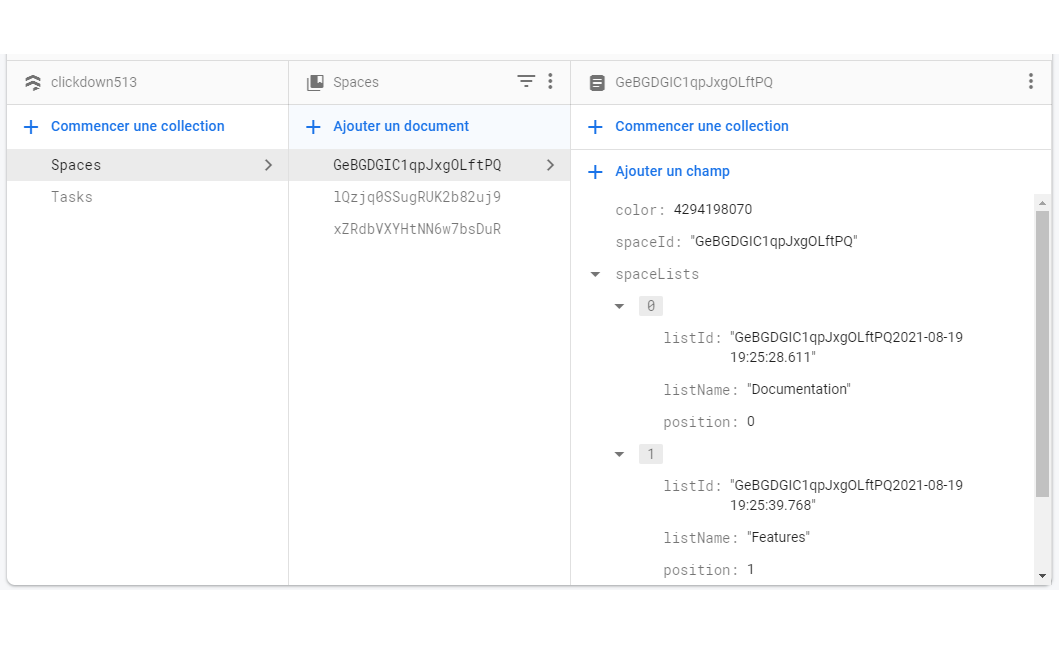 clickdown513
Commencer une collection
Spaces
Tasks
Spaces
Ajouter un document
GeBGDGIC1qpJxgOLftPQ
lQzjq0SSugRUK2b82uj9
xZRdbVXYHtNN6w7bsDuR
GeBGDGIC1qpJxgOLftPQ
Commencer une collection
Ajouter un champ
color: 4294198070
spaceId: "GeBGDGIC1qpJxgOLftPQ"
spaceLists
0
listId: "GeBGDGIC1qpJxgOLftPQ2021-08-19
19:25:28.611"
listName: "Documentation"
position: 0
1
listId: "GeBGDGIC1qpJxgOLftPQ2021-08-19
19:25:39.768"
listName: "Features"
position: 1